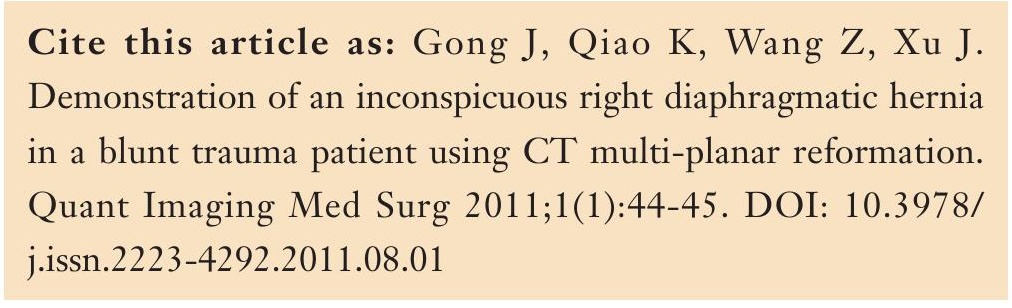 Cite this article as: Gong J, Qiao K, Wang Z, Xu J.
Demonstration of an inconspicuous right diaphragmatic hernia
in a blunt trauma patient using CT multi-planar reformation.
Quant Imaging Med Surg 2011;1(1):44-45. DOI: 10.3978/
j.issn.2223-4292.2011.08.01